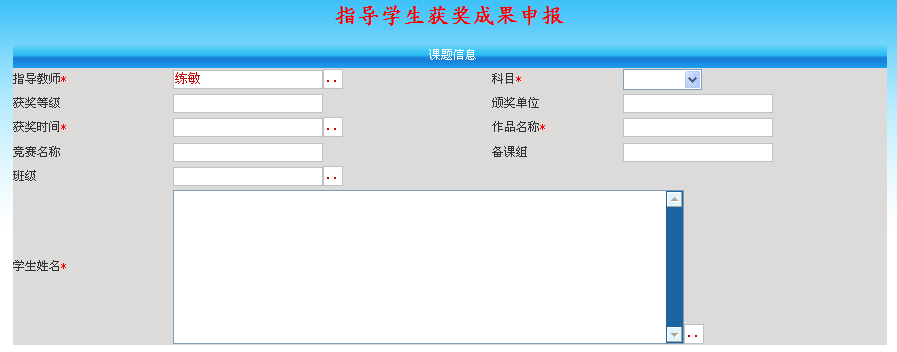 指导学生获奖成果申报
课题信息
指导教师* 练敏 .. 科目*
获奖等级 颁奖单位
获奖时间* .. 作品名称*
竞赛名称 备课组
班级 ..
学生姓名* ..